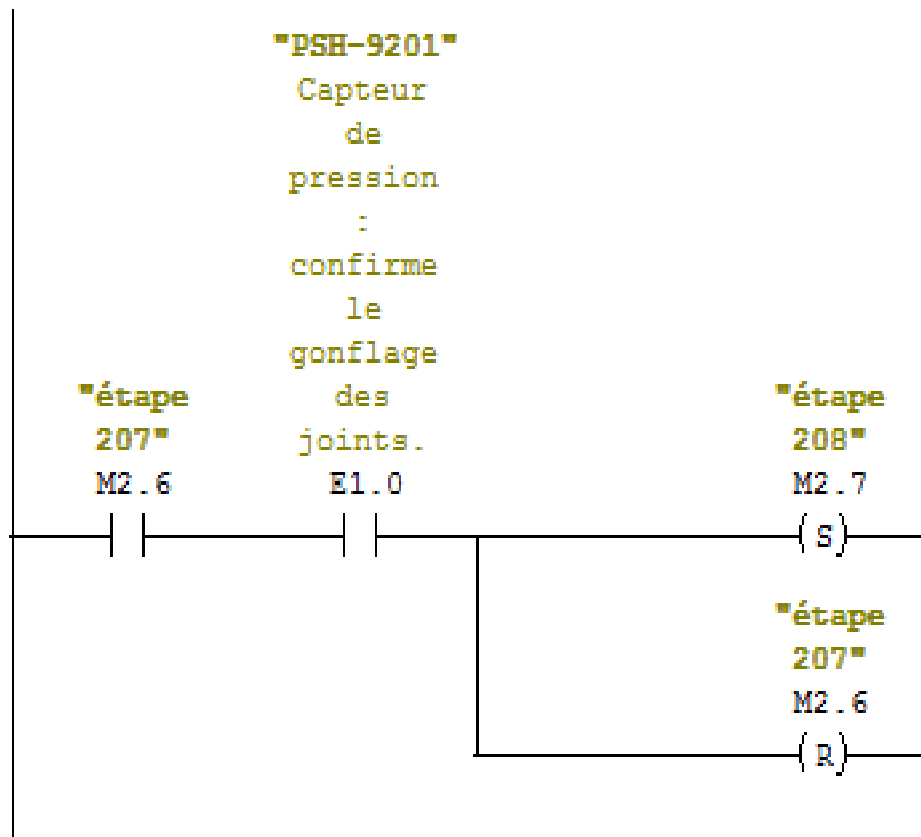 "PSH-9201"
Capteur
de
pression
:
confirme
le
gonflage
des
joints.
E1.0
"étape
207"
M2.6
"étape
208"
M2.7
( S )
"étape
207"
M2.6
( R )